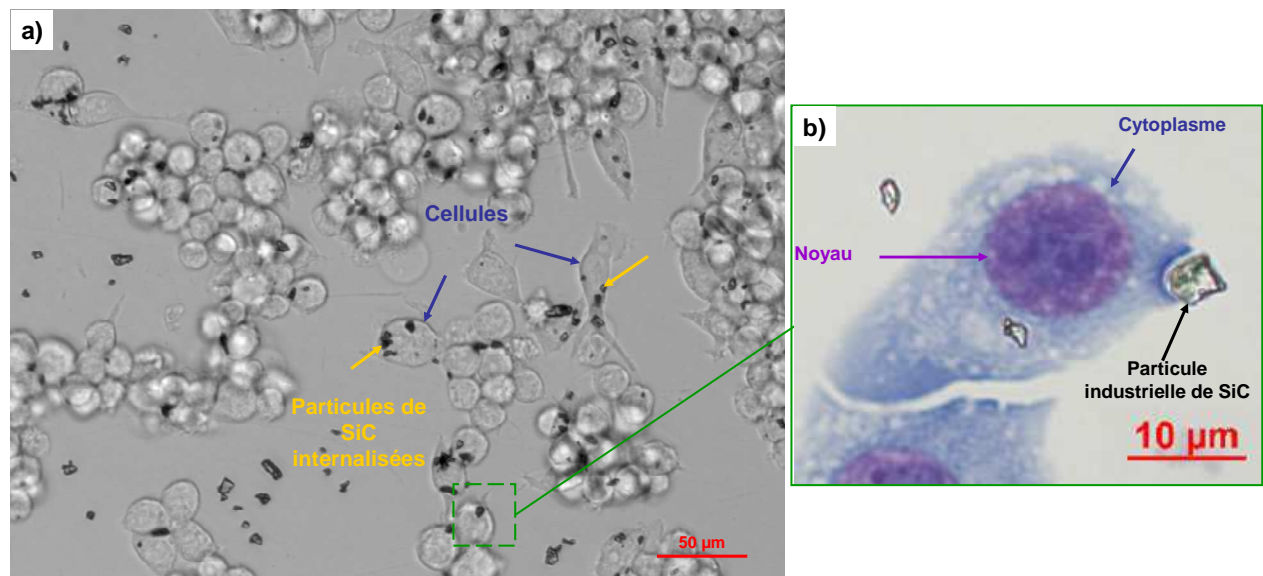 a)
Cellules
Particules de
SiC
internalisées
50 µm
b)
Cytoplasme
Noyau
Particule
industrielle de SiC
10 µm